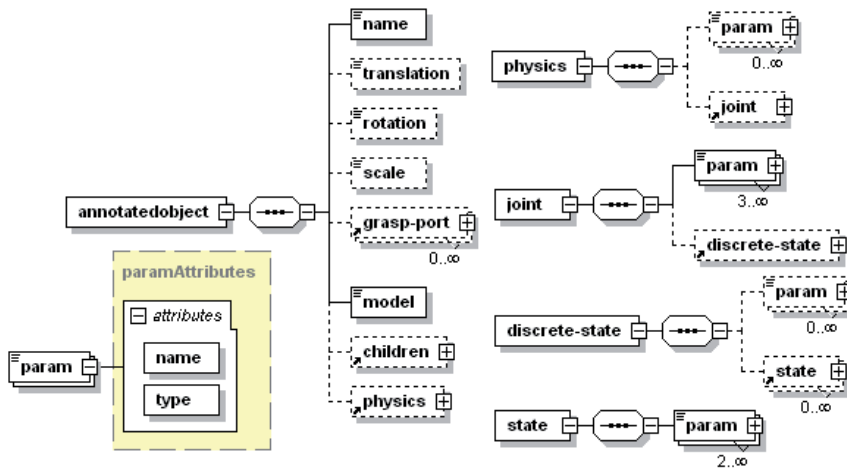 annotatedobject
name
translation
rotation
scale
grasp-port
0..∞
model
children
physics
paramAttributes
attributes
param
name
type
physics
param
0..∞
joint
joint
param
3..∞
discrete-state
discrete-state
param
0..∞
state
0..∞
state
param
2..∞